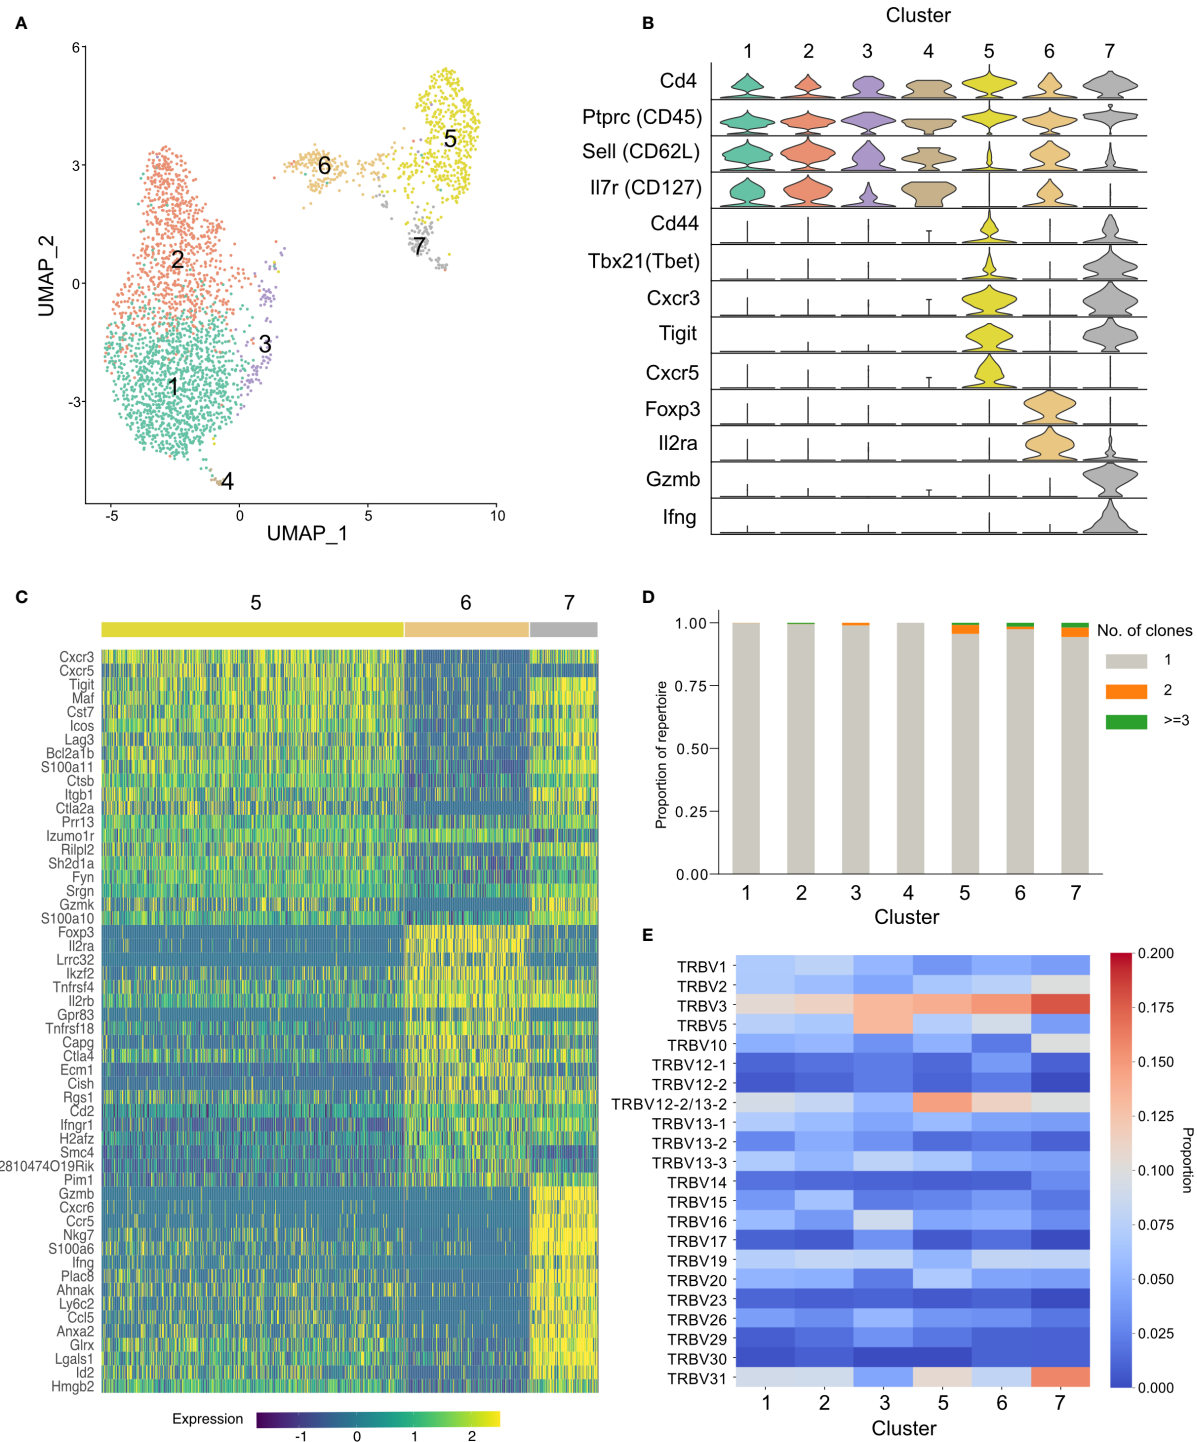 A
6
3
0
-3
-5
0
5
10
UMAP_1
UMAP_2
1
2
3
4
5
6
7
B
Cluster
1 2 3 4 5 6 7
Cd4
Ptprc (CD45)
Sell (CD62L)
Il7r (CD127)
Cd44
Tbx21(Tbet)
Cxcr3
Tigit
Cxcr5
Foxp3
Il2ra
Gzmb
Ifng
C
5 6 7
Cxcr3
Cxcr5
Tigit
Maf
Cst7
Icos
Lag3
Bcl2a1b
S100a11
Ctsb
Itgb1
Ctla2a
Prr13
Izumo1r
Rilpl2
Sh2d1a
Fyn
Srgn
Gzmk
S100a10
Foxp3
Il2ra
Lrrc32
Ikzf2
Tnfrsf4
Il2rb
Gpr83
Tnfrsf18
Capg
Ctla4
Ecm1
Cish
Rgs1
Cd2
Ifngr1
H2afz
Smc4
2810474O19Rik
Pim1
Gzmb
Cxcr6
Ccr5
Nkg7
S100a6
Ifng
Plac8
Ahnak
Ly6c2
Ccl5
Anxa2
Glrx
Lgals1
Id2
Hmgb2
Expression
-1 0 1 2
D
1.00
0.75
0.50
0.25
0.00
Proportion of repertoire
1 2 3 4 5 6 7
Cluster
No. of clones
1
2
>=3
E
TRBV1
TRBV2
TRBV3
TRBV5
TRBV10
TRBV12-1
TRBV12-2
TRBV12-2/13-2
TRBV13-1
TRBV13-2
TRBV13-3
TRBV14
TRBV15
TRBV16
TRBV17
TRBV19
TRBV20
TRBV23
TRBV26
TRBV29
TRBV30
TRBV31
1 2 3 5 6 7
Cluster
0.200
0.175
0.150
0.125
0.100
0.075
0.050
0.025
0.000
Proportion